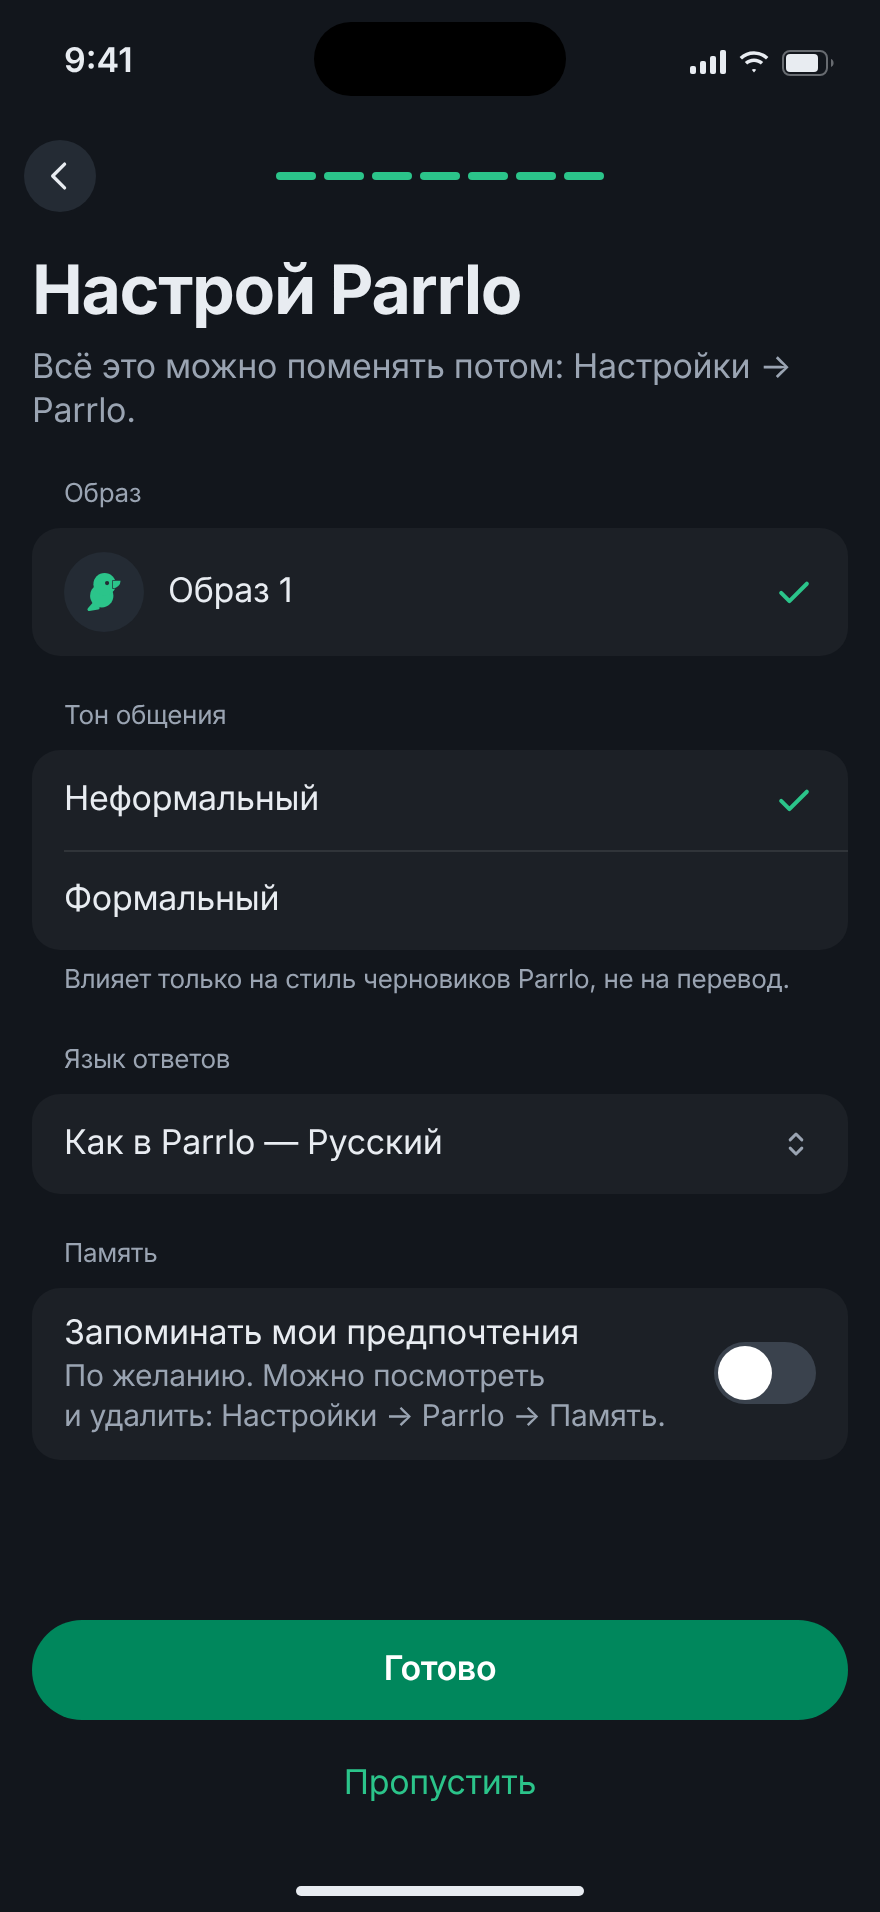 9:41
Настрой Parrlo
Всё это можно поменять потом: Настройки →
Parrlo.
Образ
Образ 1
Тон общения
Неформальный
Формальный
Влияет только на стиль черновиков Parrlo, не на перевод.
Язык ответов
Как в Parrlo — Русский
Память
Запоминать мои предпочтения
По желанию. Можно посмотреть
и удалить: Настройки → Parrlo → Память.
Готово
Пропустить